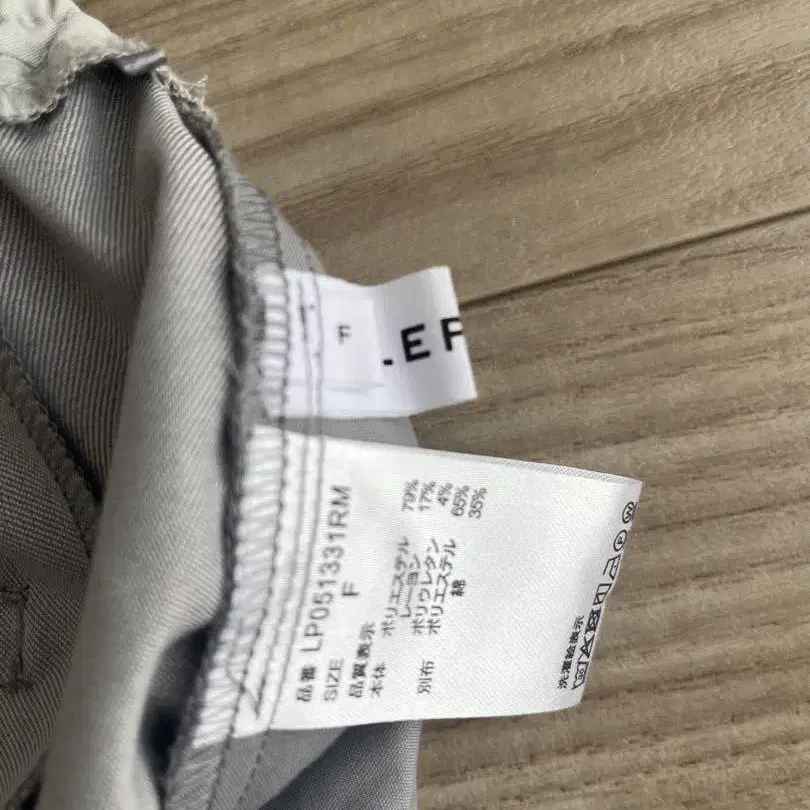 F
.EF
品番 LP051331RM
SIZE F
品質表示
本体 ポリエステル 79%
レーヨン 17%
ポリウレタン 4%
別布 ポリエステル 65%
綿 35%
洗濯絵表示